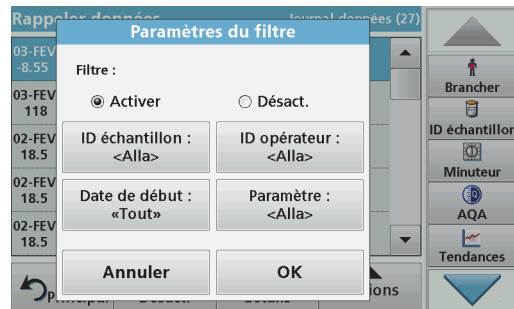 Rappeler données Journal données (27)
Paramètres du filtre
03-FEV
-8.55
Filtre :
Activer
Désact.
03-FEV
118
ID échantillon :
<Alla>
ID opérateur :
<Alla>
02-FEV
18.5
02-FEV
18.5
Date de début :
«Tout»
Paramètre :
<Alla>
02-FEV
18.5
Annuler
OK
Brancher
ID échantillon
Minuteur
AQA
Tendances